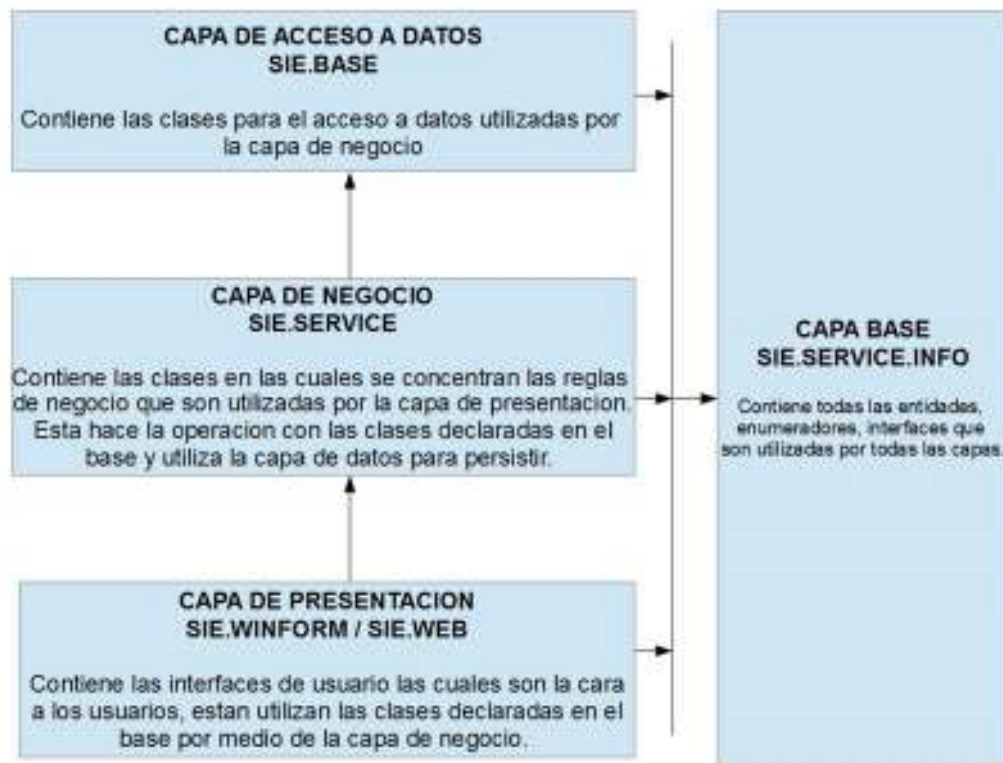 CAPA DE ACCESO A DATOS
SIE.BASE
Contiene las clases para el acceso a datos utilizadas por
la capa de negocio
CAPA DE NEGOCIO
SIE.SERVICE
Contiene las clases en las cuales se concentran las reglas
de negocio que son utilizadas por la capa de presentacion.
Esta hace la operacion con las clases declaradas en el
base y utiliza la capa de datos para persistir.
CAPA DE PRESENTACION
SIE.WINFORM / SIE.WEB
Contiene las interfaces de usuario las cuales son la cara
a los usuarios, estan utilizan las clases declaradas en el
base por medio de la capa de negocio.
CAPA BASE
SIE.SERVICE.INFO
Contiene todas las entidades,
enumeradores, interfaces que
son utilizadas por todas las capas.